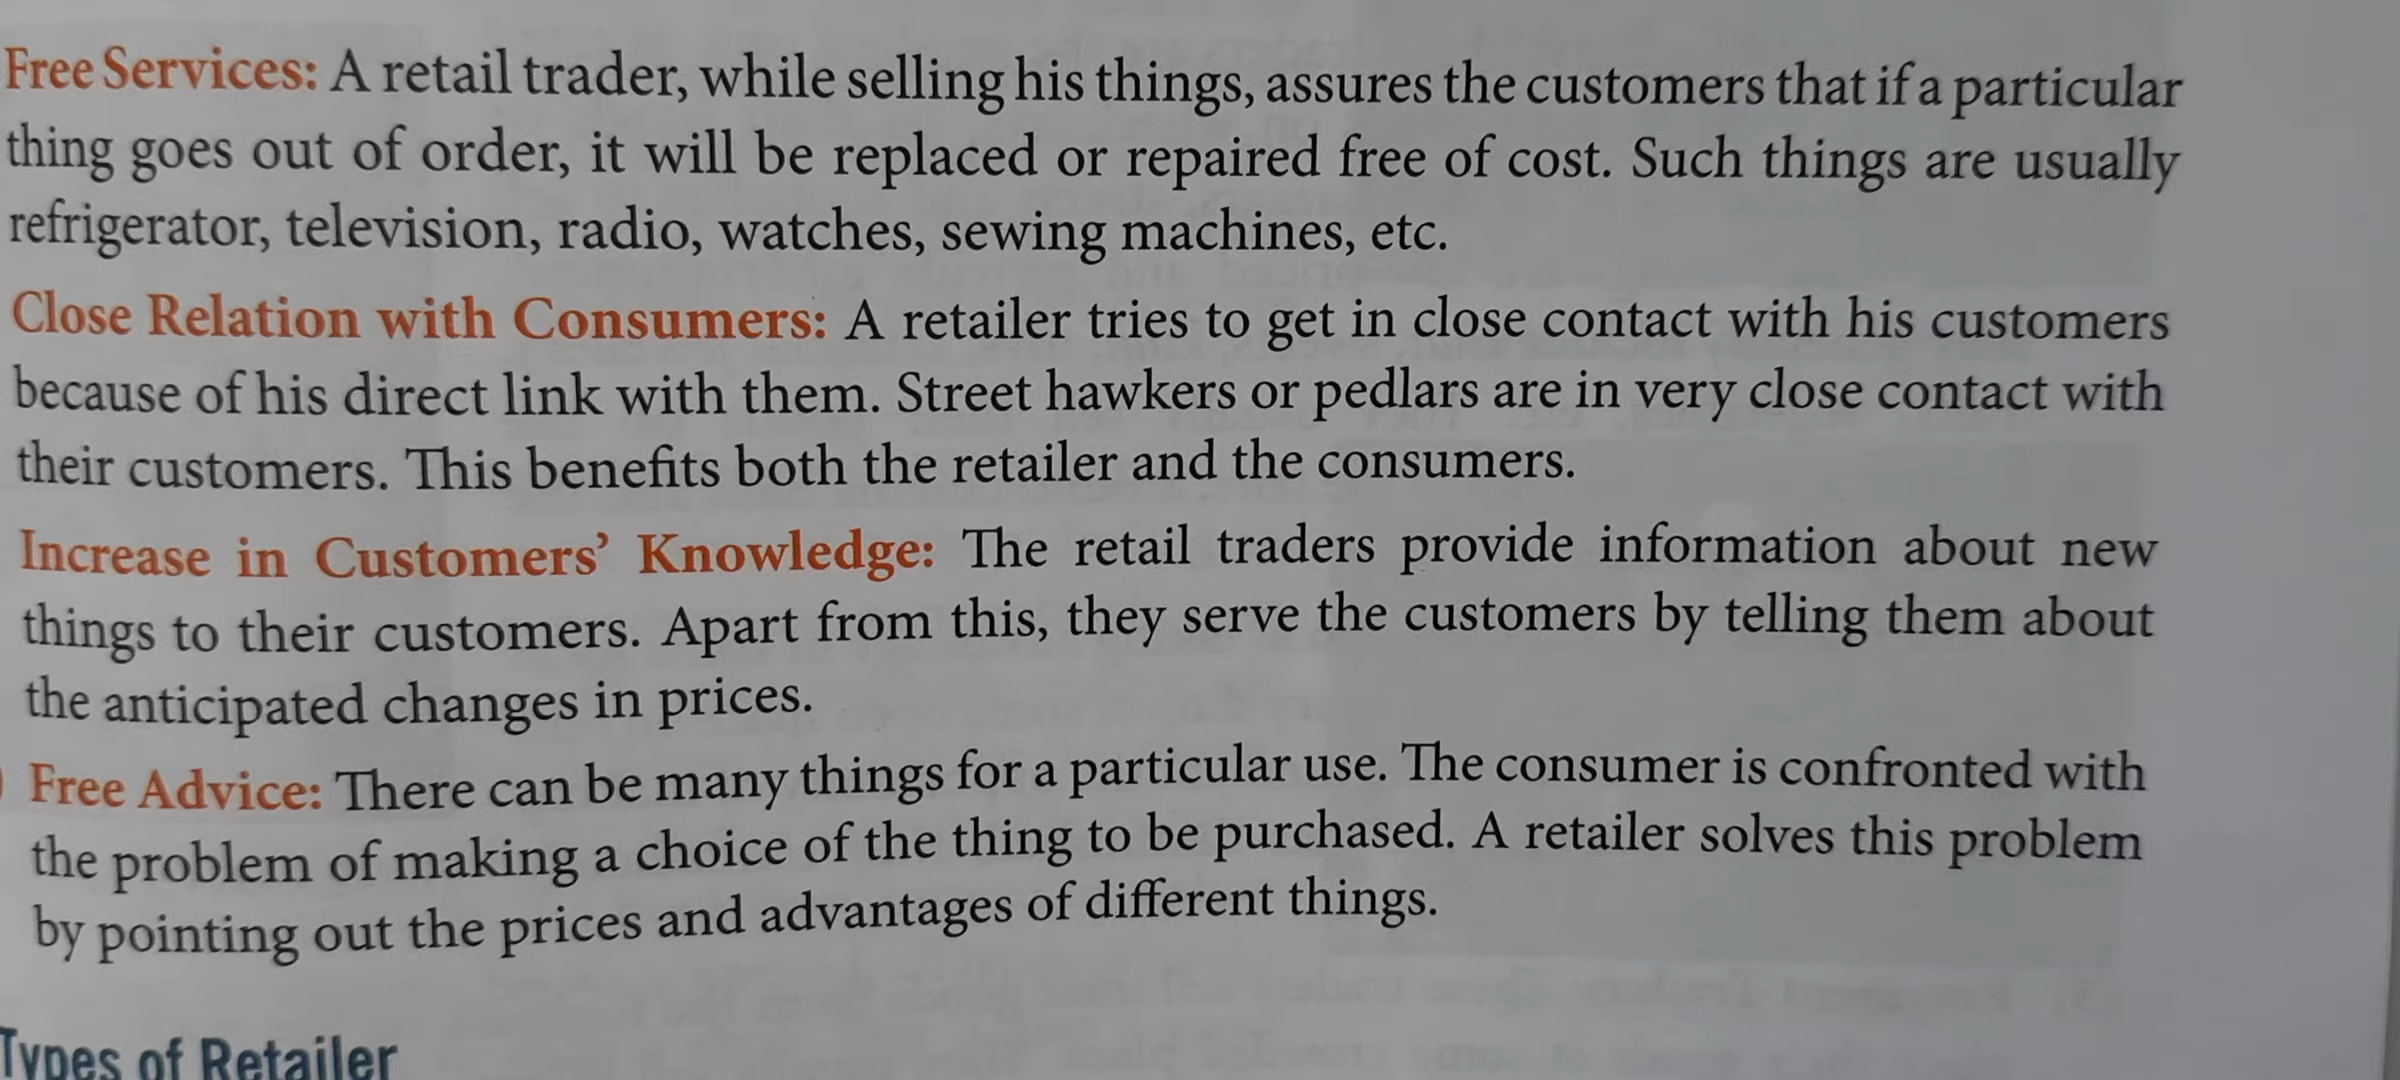 Free Services: A retail trader, while selling his things, assures the customers that if a particular
thing goes out of order, it will be replaced or repaired free of cost. Such things are usually
refrigerator, television, radio, watches, sewing machines, etc.
Close Relation with Consumers: A retailer tries to get in close contact with his customers
because of his direct link with them. Street hawkers or pedlars are in very close contact with
their customers. This benefits both the retailer and the consumers.
Increase in Customers’ Knowledge: The retail traders provide information about new
things to their customers. Apart from this, they serve the customers by telling them about
the anticipated changes in prices.
) Free Advice: There can be many things for a particular use. The consumer is confronted with
the problem of making a choice of the thing to be purchased. A retailer solves this problem
by pointing out the prices and advantages of different things.
Types of Retailer